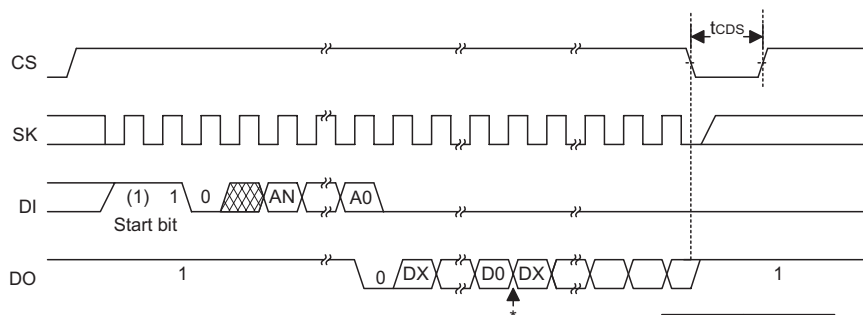 tCDS
CS
SK
DI (1) 1 0 AN A0
Start bit
DO 1 0 DX D0 DX 1
*